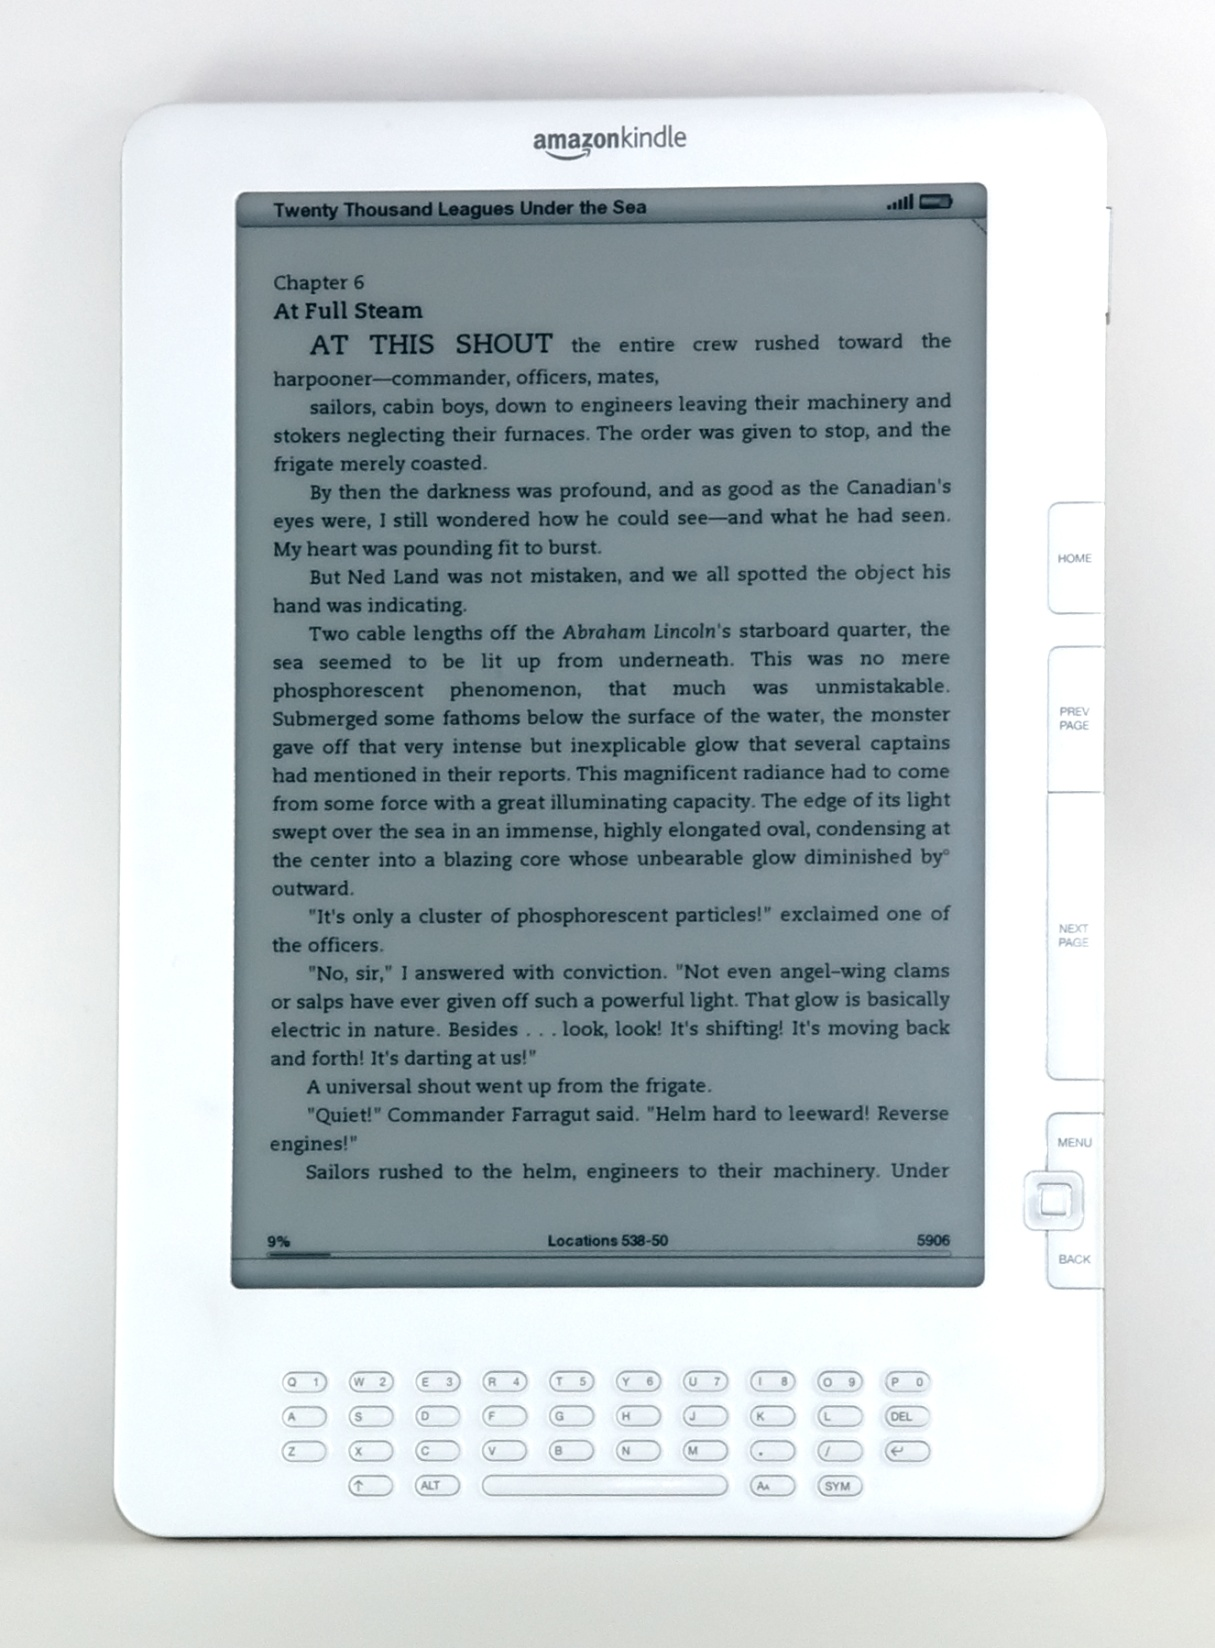 amazonkindle
Twenty Thousand Leagues Under the Sea
Chapter 6
At Full Steam
AT THIS SHOUT the entire crew rushed toward the
harpooner—commander, officers, mates,
sailors, cabin boys, down to engineers leaving their machinery and
stokers neglecting their furnaces. The order was given to stop, and the
frigate merely coasted.
By then the darkness was profound, and as good as the Canadian's
eyes were, I still wondered how he could see—and what he had seen.
My heart was pounding fit to burst.
But Ned Land was not mistaken, and we all spotted the object his
hand was indicating.
Two cable lengths off the Abraham Lincoln's starboard quarter, the
sea seemed to be lit up from underneath. This was no mere
phosphorescent phenomenon, that much was unmistakable.
Submerged some fathoms below the surface of the water, the monster
gave off that very intense but inexplicable glow that several captains
had mentioned in their reports. This magnificent radiance had to come
from some force with a great illuminating capacity. The edge of its light
swept over the sea in an immense, highly elongated oval, condensing at
the center into a blazing core whose unbearable glow diminished by°
outward.
"It's only a cluster of phosphorescent particles!" exclaimed one of
the officers.
"No, sir," I answered with conviction. "Not even angel-wing clams
or salps have ever given off such a powerful light. That glow is basically
electric in nature. Besides . . . look, look! It's shifting! It's moving back
and forth! It's darting at us!"
A universal shout went up from the frigate.
"Quiet!" Commander Farragut said. "Helm hard to leeward! Reverse
engines!"
Sailors rushed to the helm, engineers to their machinery. Under
9% Locations 538-50 5906
HOME
PREV
PAGE
NEXT
PAGE
MENU
BACK
Q 1 W 2 E 3 R 4 T 5 Y 6 U 7 I 8 O 9 P 0
A S D F G H J K L DEL
Z X C V B N M . / ↵
↑ ALT AA SYM